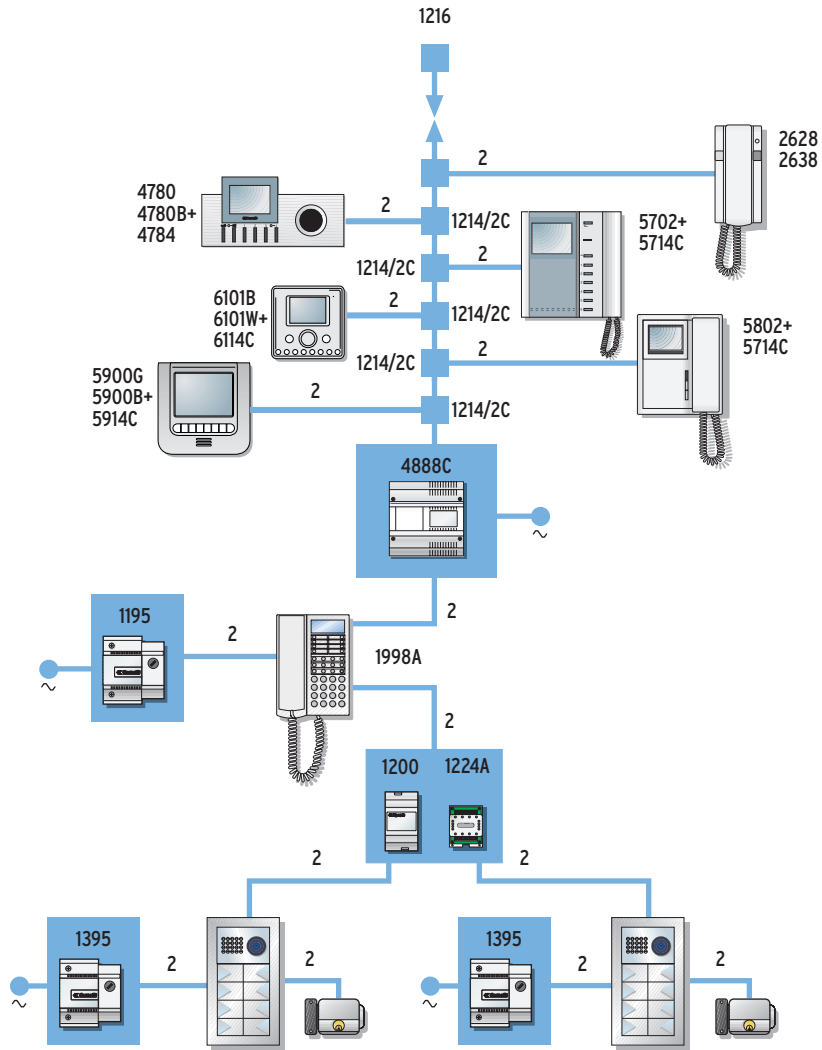 1216
2
2628
2638
4780
4780B+
4784
2
1214/2C
5702+
5714C
2
1214/2C
6101B
6101W+
6114C
2
1214/2C
5802+
5714C
1214/2C
2
5900G
5900B+
5914C
2
1214/2C
4888C
~
2
1195
2
1998A
~
2
1200
1224A
2
2
1395
2
2
1395
2
2
~
~